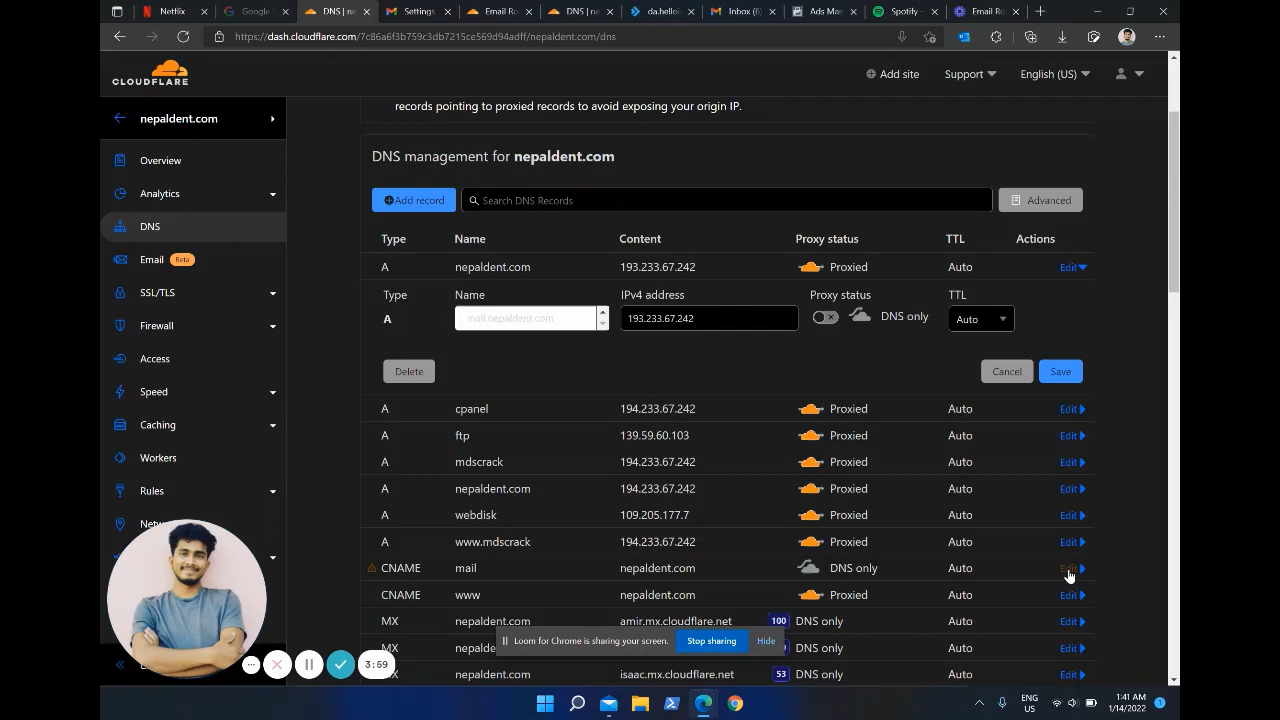 Netflix
Google
DNS | ne
Settings
Email Ro
DNS | ne
da.helloi
Inbox (6)
Ads Mar
Spotify -
Email Ro
https://dash.cloudflare.com/7c86a6f3b759c3db7215ce569d94adff/nepaldent.com/dns
CLOUDFLARE
Add site
Support
English (US)
nepaldent.com
Overview
Analytics
DNS
Email Beta
SSL/TLS
Firewall
Access
Speed
Caching
Workers
Rules
records pointing to proxied records to avoid exposing your origin IP.
DNS management for nepaldent.com
Add record
Search DNS Records
Advanced
Type Name Content Proxy status TTL Actions
A nepaldent.com 193.233.67.242 Proxied Auto Edit
Type Name IPv4 address Proxy status TTL
A mail.nepaldent.com 193.233.67.242 DNS only Auto
Delete Cancel Save
A cpanel 194.233.67.242 Proxied Auto Edit
A ftp 139.59.60.103 Proxied Auto Edit
A mdscrack 194.233.67.242 Proxied Auto Edit
A nepaldent.com 194.233.67.242 Proxied Auto Edit
A webdisk 109.205.177.7 Proxied Auto Edit
A www.mdscrack 194.233.67.242 Proxied Auto Edit
CNAME mail nepaldent.com DNS only Auto Edit
CNAME www nepaldent.com Proxied Auto Edit
MX nepaldent.com amir.mx.cloudflare.net 100 DNS only Auto Edit
MX DNS only Auto Edit
nepaldent.com isaac.mx.cloudflare.net 53 DNS only Auto Edit
Loom for Chrome is sharing your screen. Stop sharing Hide
3:59
ENG
US
1:41 AM
1/14/2022
1